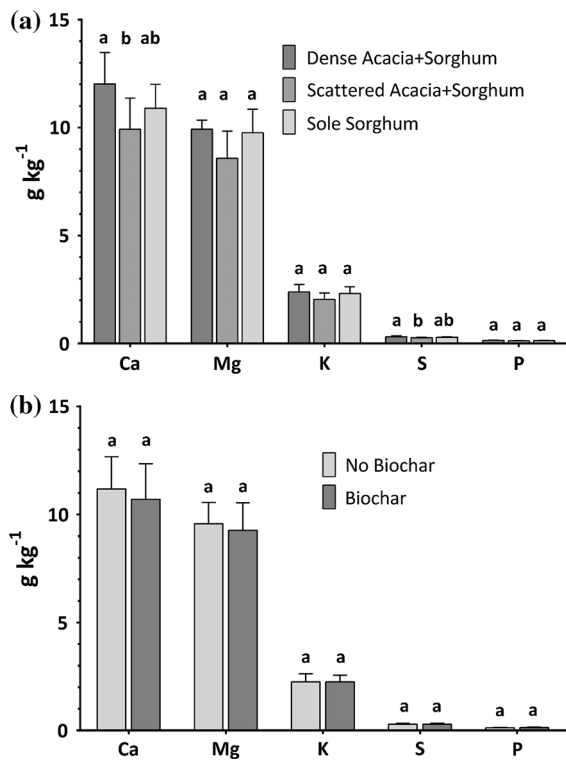 (a)
15
10
5
0
g kg-1
a b ab
a a a
a a a
a b ab
a a a
Dense Acacia+Sorghum
Scattered Acacia+Sorghum
Sole Sorghum
Ca Mg K S P
(b)
15
10
5
0
g kg-1
a a
a a
a a
a a
a a
No Biochar
Biochar
Ca Mg K S P